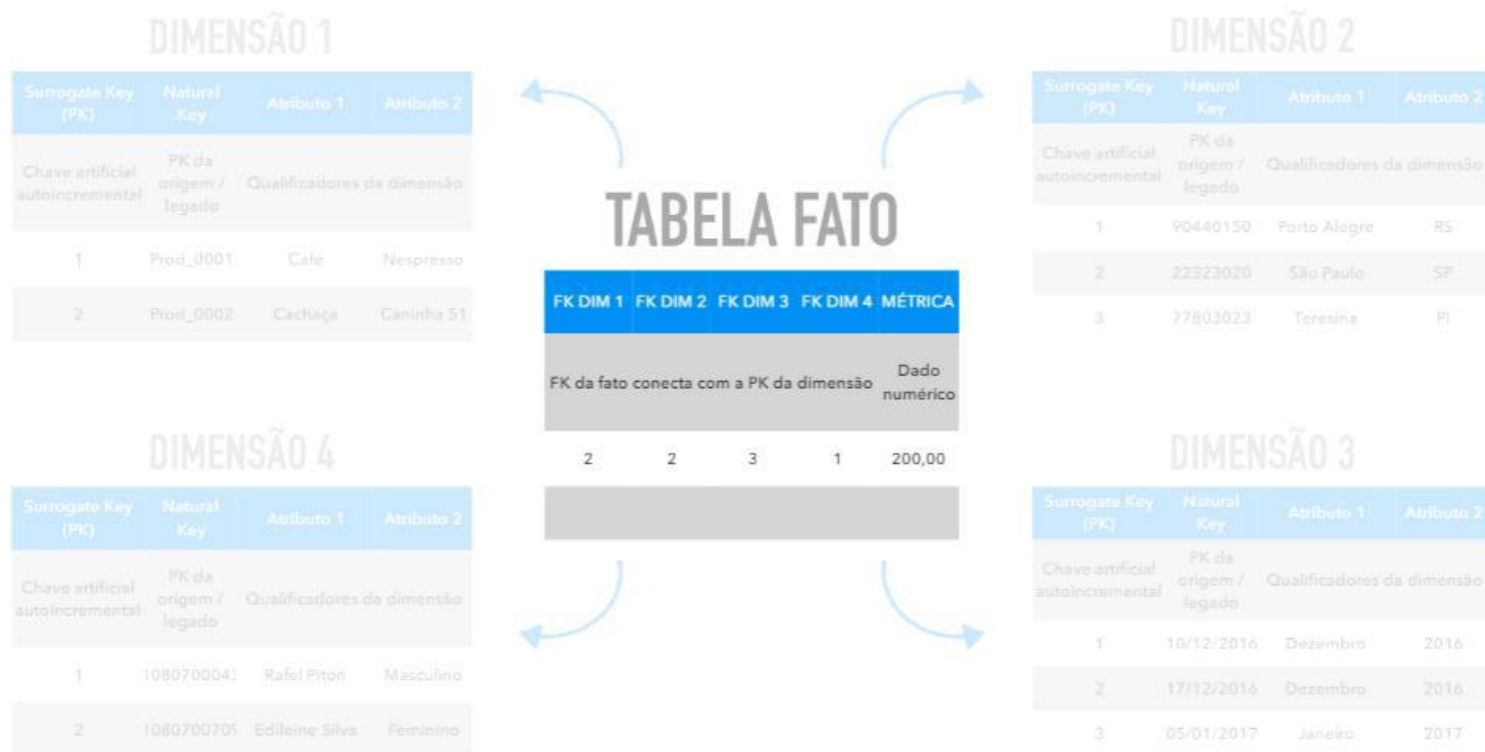 DIMENSÃO 1
Surrogate Key (PK) Natural Key Atributo 1 Atributo 2
Chave artificial autoincremental PK da origem / legado Qualificadores da dimensão
1 Prod_0001 Café Nespresso
2 Prod_0002 Cachaça Caninha 51
DIMENSÃO 2
Surrogate Key (PK) Natural Key Atributo 1 Atributo 2
Chave artificial autoincremental PK da origem / legado Qualificadores da dimensão
1 90440150 Porto Alegre RS
2 22323020 São Paulo SP
3 77803023 Teresina PI
TABELA FATO
FK DIM 1 FK DIM 2 FK DIM 3 FK DIM 4 MÉTRICA
FK da fato conecta com a PK da dimensão Dado numérico
2 2 3 1 200,00
DIMENSÃO 4
Surrogate Key (PK) Natural Key Atributo 1 Atributo 2
Chave artificial autoincremental PK da origem / legado Qualificadores da dimensão
1 Rafel Piton Masculino
2 Edileine Silva Feminino
DIMENSÃO 3
Surrogate Key (PK) Natural Key Atributo 1 Atributo 2
Chave artificial autoincremental PK da origem / legado Qualificadores da dimensão
1 10/12/2016 Dezembro 2016
2 17/12/2016 Dezembro 2016
3 05/01/2017 Janeiro 2017